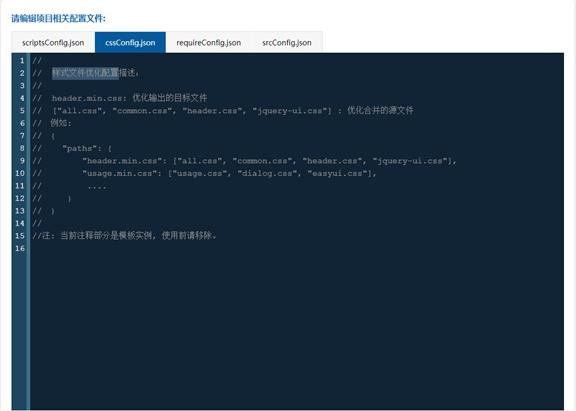 请编辑项目相关配置文件:
scriptsConfig.json cssConfig.json requireConfig.json srcConfig.json
1 //
2 // 样式文件优化配置描述:
3 //
4 // header.min.css: 优化输出的目标文件
5 // ["all.css", "common.css", "header.css", "jquery-ui.css"] : 优化合并的源文件
6 // 例如:
7 // {
8 // "paths": {
9 // "header.min.css": ["all.css", "common.css", "header.css", "jquery-ui.css"],
10 // "usage.min.css": ["usage.css", "dialog.css", "easyui.css"],
11 // ....
12 // }
13 // }
14 //
15 //注: 当前注释部分是模板实例, 使用前请移除。
16